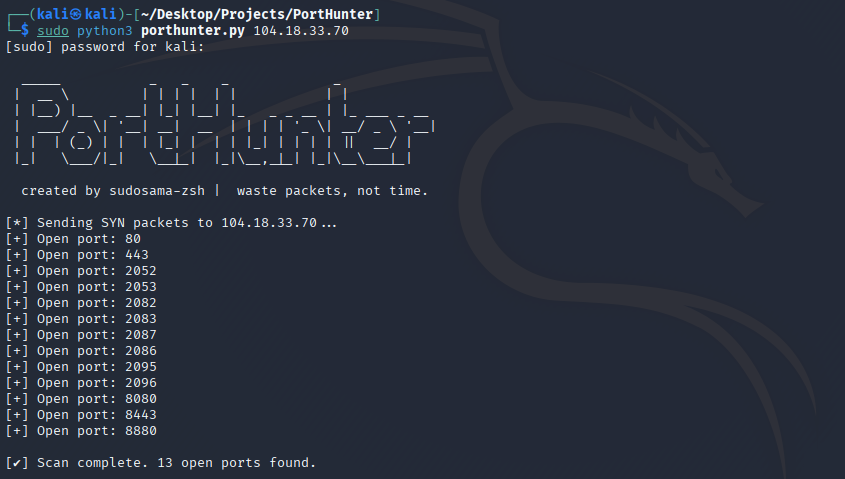 (kali㉿kali)-[~/Desktop/Projects/PortHunter]
$ sudo python3 porthunter.py 104.18.33.70
[sudo] password for kali:
PortHunter
created by sudosama-zsh | waste packets, not time.
[*] Sending SYN packets to 104.18.33.70...
[+] Open port: 80
[+] Open port: 443
[+] Open port: 2052
[+] Open port: 2053
[+] Open port: 2082
[+] Open port: 2083
[+] Open port: 2087
[+] Open port: 2086
[+] Open port: 2095
[+] Open port: 2096
[+] Open port: 8080
[+] Open port: 8443
[+] Open port: 8880
[✔] Scan complete. 13 open ports found.